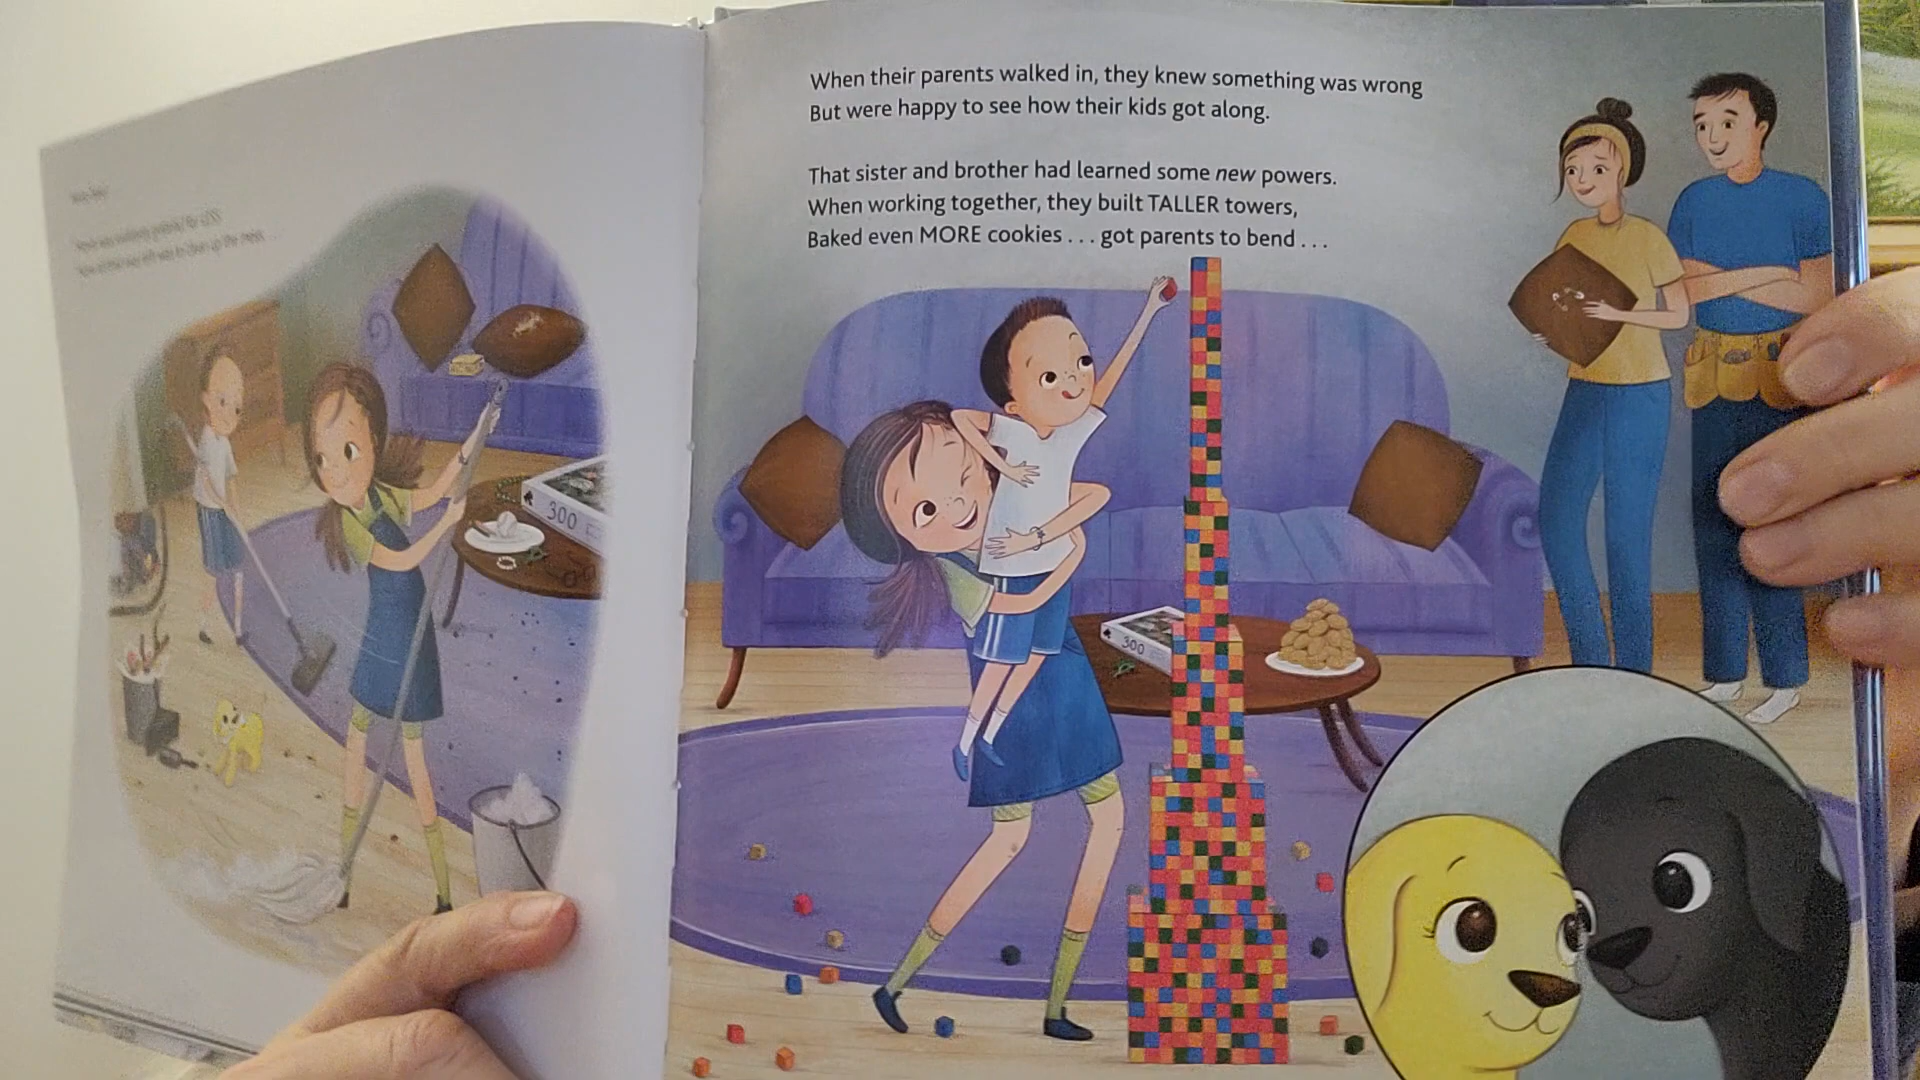 When their parents walked in, they knew something was wrong
But were happy to see how their kids got along.
That sister and brother had learned some new powers.
When working together, they built TALLER towers,
Baked even MORE cookies . . . got parents to bend . . .
300
300